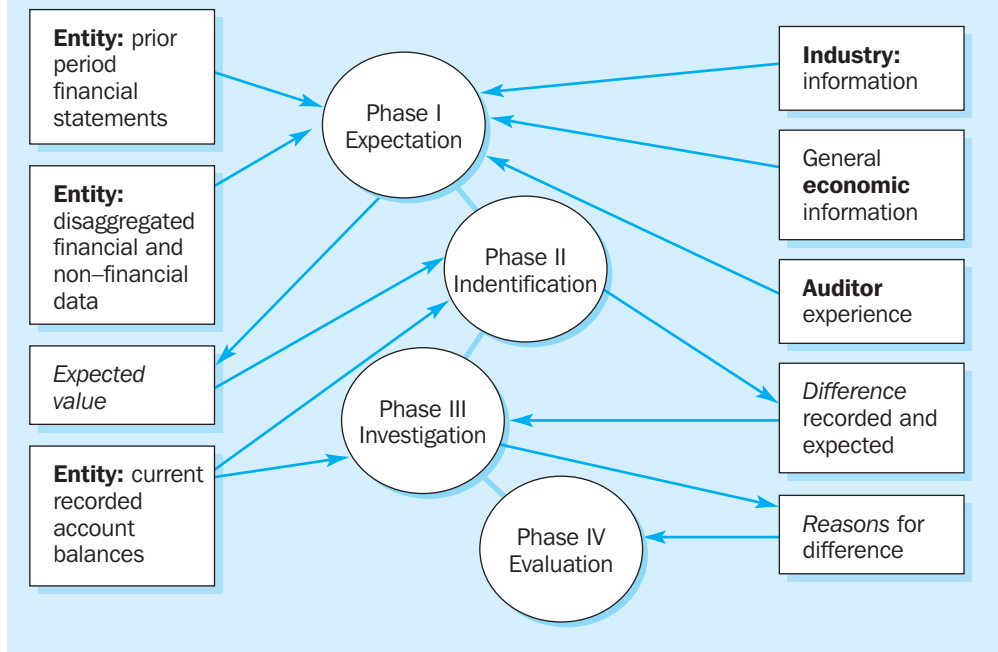 Entity: prior
period
financial
statements
Entity:
disaggregated
financial and
non–financial
data
Expected
value
Entity: current
recorded
account
balances
Phase I
Expectation
Phase II
Indentification
Phase III
Investigation
Phase IV
Evaluation
Industry:
information
General
economic
information
Auditor
experience
Difference
recorded and
expected
Reasons for
difference